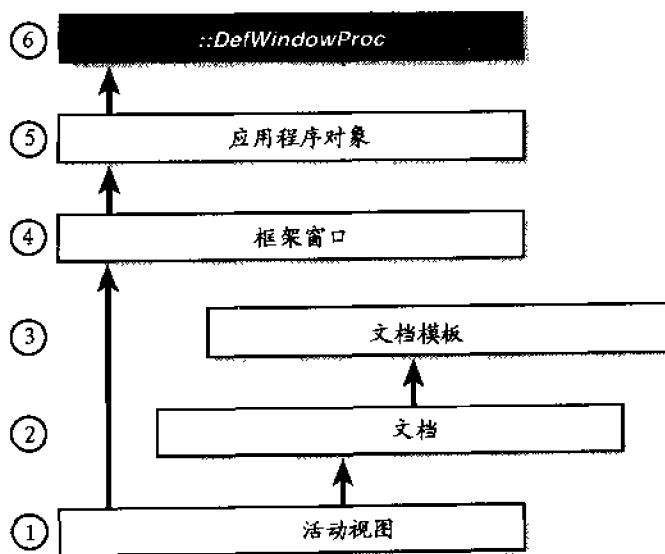 ⑥ ::DefWindowProc
⑤ 应用程序对象
④ 框架窗口
③ 文档模板
② 文档
① 活动视图